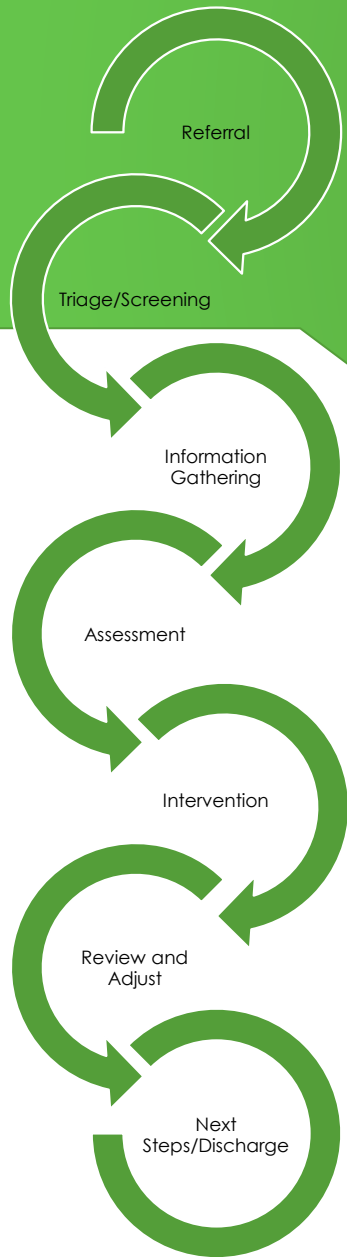 Referral
Triage/Screening
Information
Gathering
Assessment
Intervention
Review and
Adjust
Next
Steps/Discharge